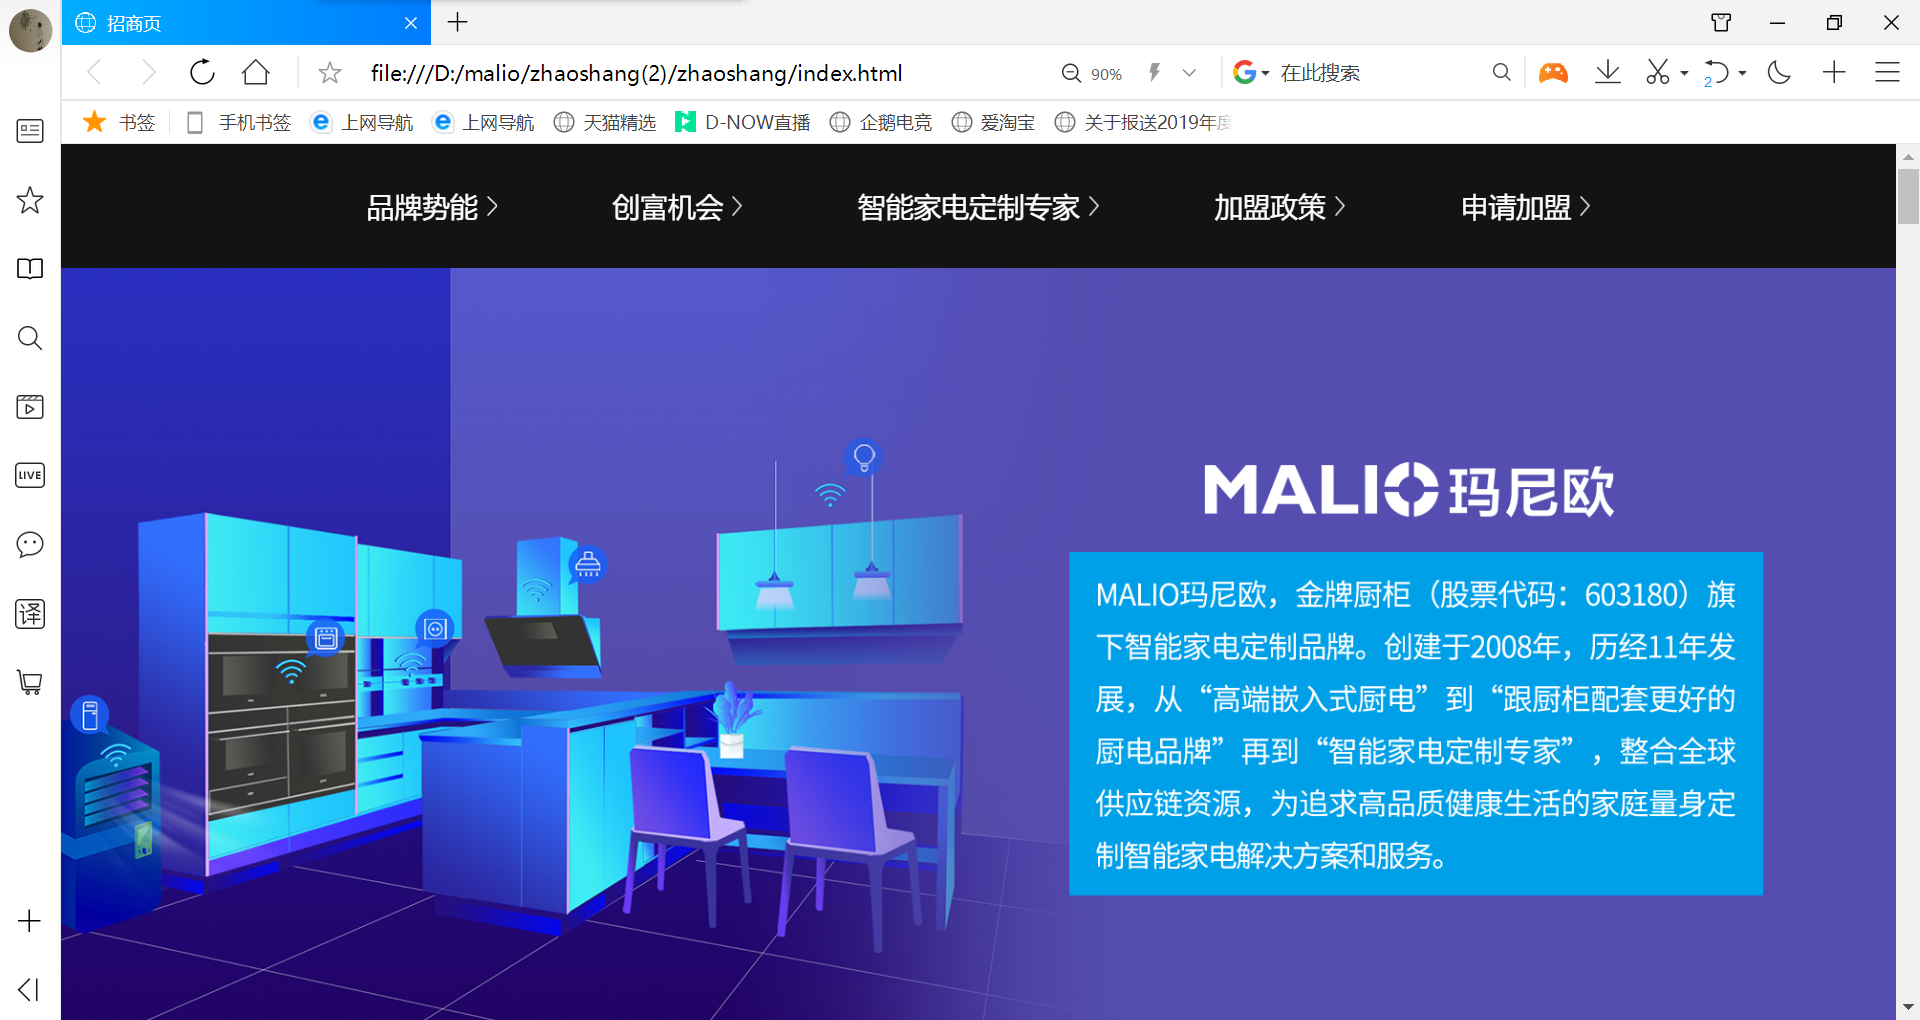 招商页
file:///D:/malio/zhaoshang(2)/zhaoshang/index.html
90%
在此搜索
2
书签
手机书签
上网导航
上网导航
天猫精选
D-NOW直播
企鹅电竞
爱淘宝
关于报送2019年度
品牌势能
创富机会
智能家电定制专家
加盟政策
申请加盟
LIVE
译
MALIO玛尼欧
MALIO玛尼欧，金牌厨柜（股票代码：603180）旗
下智能家电定制品牌。创建于2008年，历经11年发
展，从“高端嵌入式厨电”到“跟厨柜配套更好的
厨电品牌”再到“智能家电定制专家”，整合全球
供应链资源，为追求高品质健康生活的家庭量身定
制智能家电解决方案和服务。